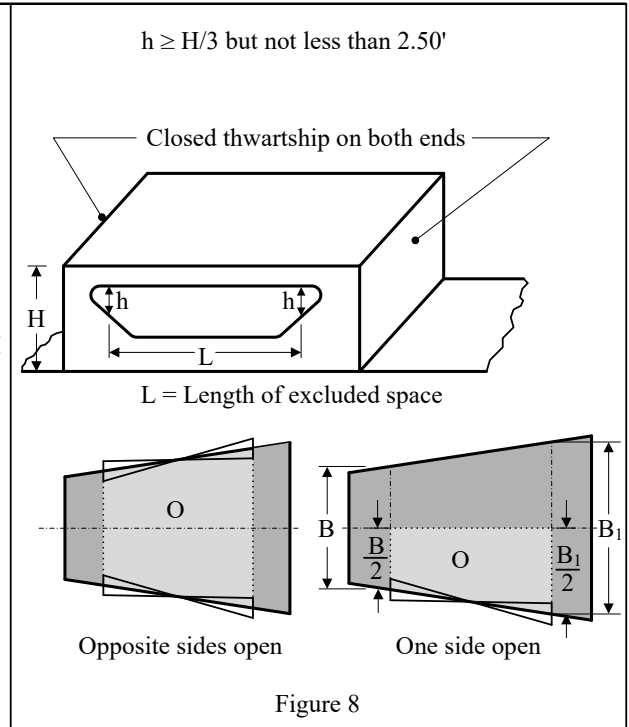 h ≥ H/3 but not less than 2.50'
Closed thwartship on both ends
H
h
h
L
L = Length of excluded space
O
B
B/2
O
B₁/2
B₁
Opposite sides open
One side open
Figure 8